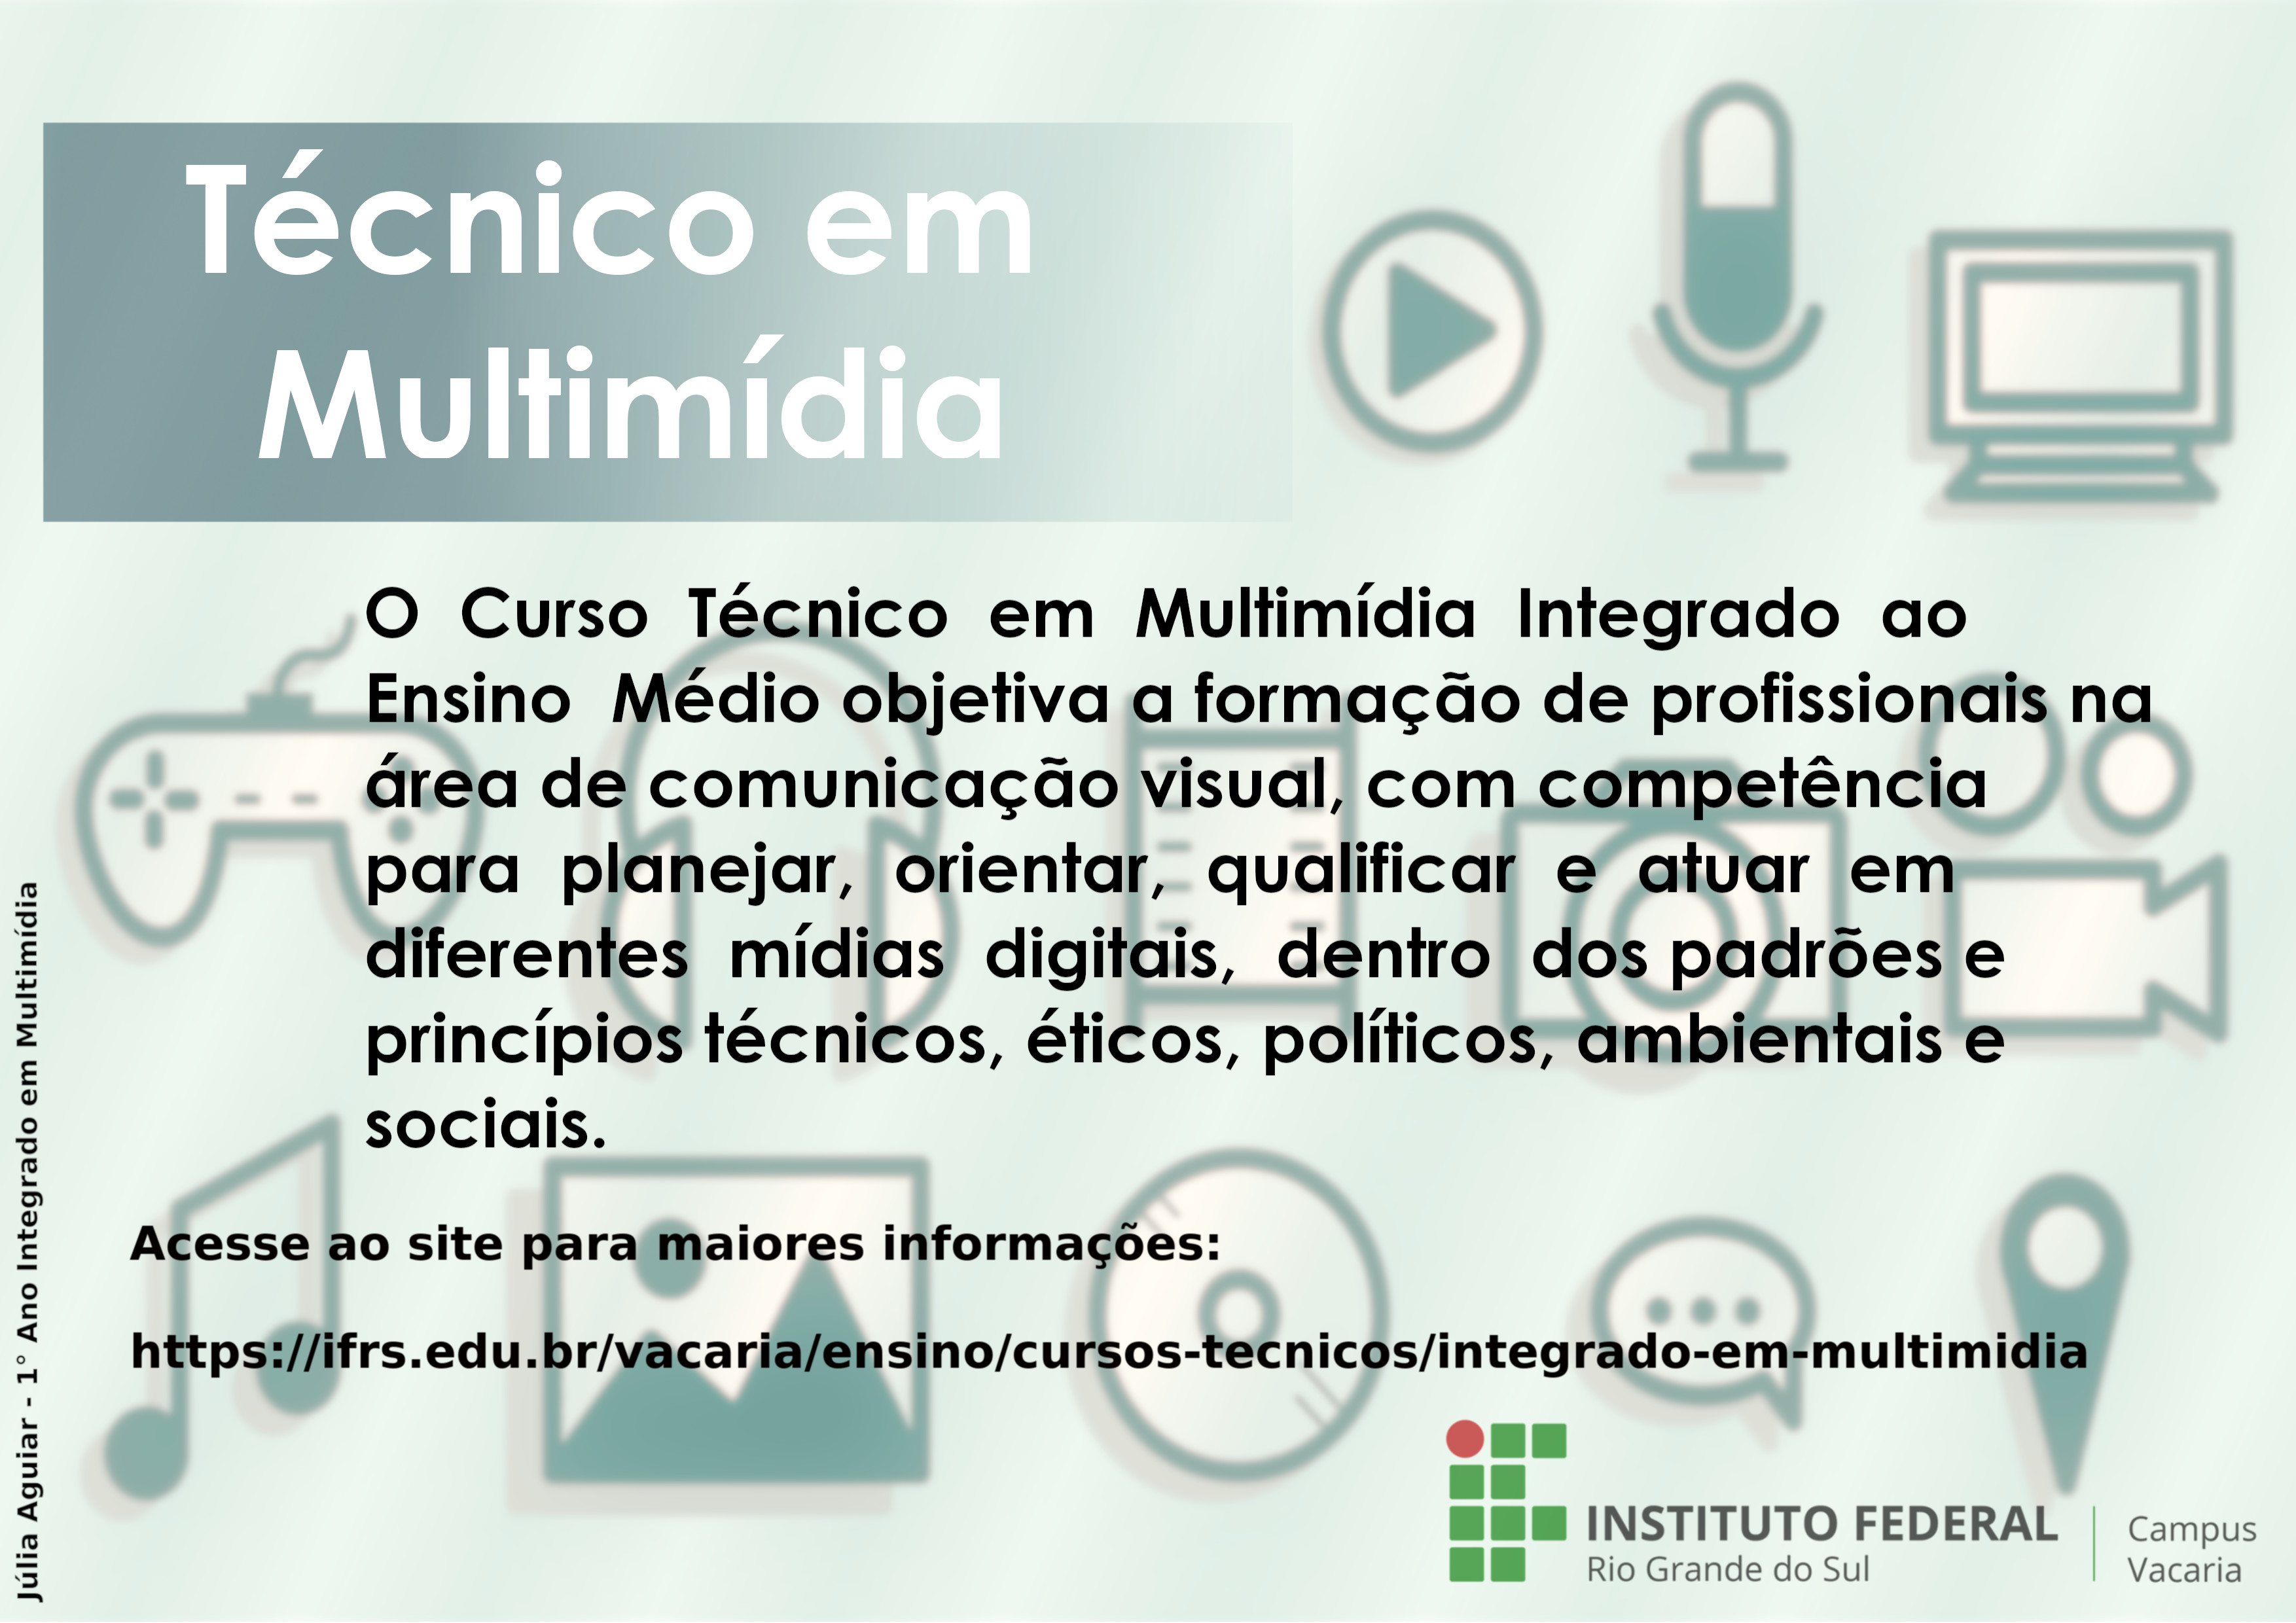 Técnico em
Multimídia
O Curso Técnico em Multimídia Integrado ao
Ensino Médio objetiva a formação de profissionais na
área de comunicação visual, com competência
para planejar, orientar, qualificar e atuar em
diferentes mídias digitais, dentro dos padrões e
princípios técnicos, éticos, políticos, ambientais e
sociais.
Acesse ao site para maiores informações:
https://ifrs.edu.br/vacaria/ensino/cursos-tecnicos/integrado-em-multimidia
Júlia Aguiar - 1° Ano Integrado em Multimídia
INSTITUTO FEDERAL
Rio Grande do Sul
Campus
Vacaria